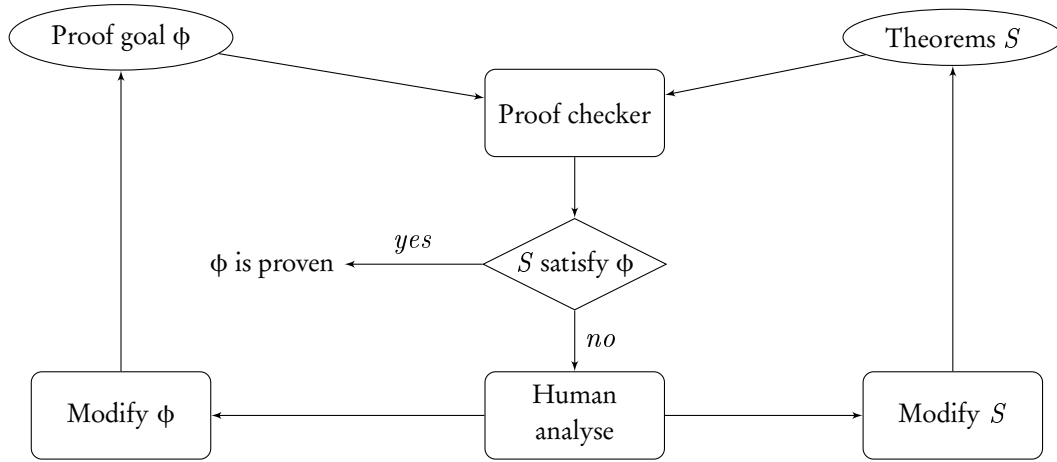 Proof goal φ
Theorems S
Proof checker
S satisfy φ
yes
φ is proven
no
Human
analyse
Modify φ
Modify S